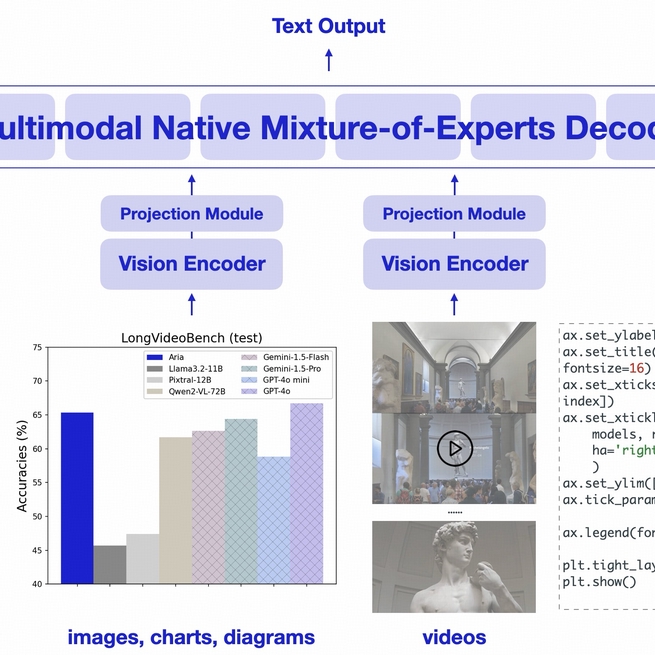 Text Output
ultimodal Native Mixture-of-Experts Decod
Projection Module
Projection Module
Vision Encoder
Vision Encoder
LongVideoBench (test)
Accuracies (%)
75
70
65
60
55
50
45
40
Aria
Llama3.2-11B
Pixtral-12B
Qwen2-VL-72B
Gemini-1.5-Flash
Gemini-1.5-Pro
GPT-4o mini
GPT-4o
......
ax.set_ylabel
ax.set_title(
fontsize=16)
ax.set_xticks
index])
ax.set_xtickl
models, r
ha='right
)
ax.set_ylim([
ax.tick_param
ax.legend(for
plt.tight_lay
plt.show()
images, charts, diagrams
videos